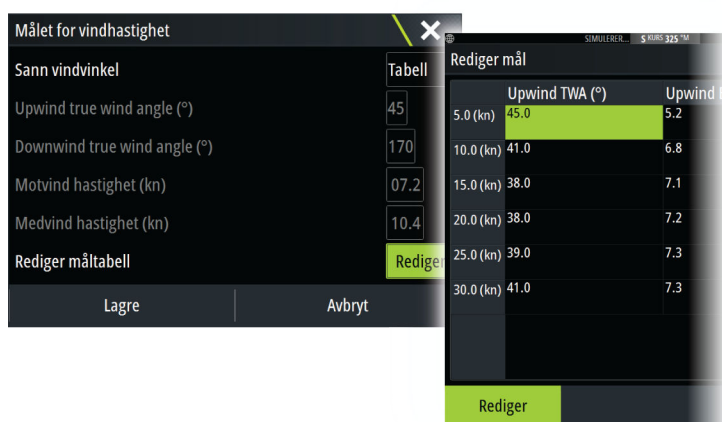 Målet for vindhastighet
Sann vindvinkel Tabell
Upwind true wind angle (°) 45
Downwind true wind angle (°) 170
Motvind hastighet (kn) 07.2
Medvind hastighet (kn) 10.4
Rediger måltabell Rediger
Lagre Avbryt
SIMULERER... S KURS 325 °M
Rediger mål
Upwind TWA (°) Upwind
5.0 (kn) 45.0 5.2
10.0 (kn) 41.0 6.8
15.0 (kn) 38.0 7.1
20.0 (kn) 38.0 7.2
25.0 (kn) 39.0 7.3
30.0 (kn) 41.0 7.3
Rediger